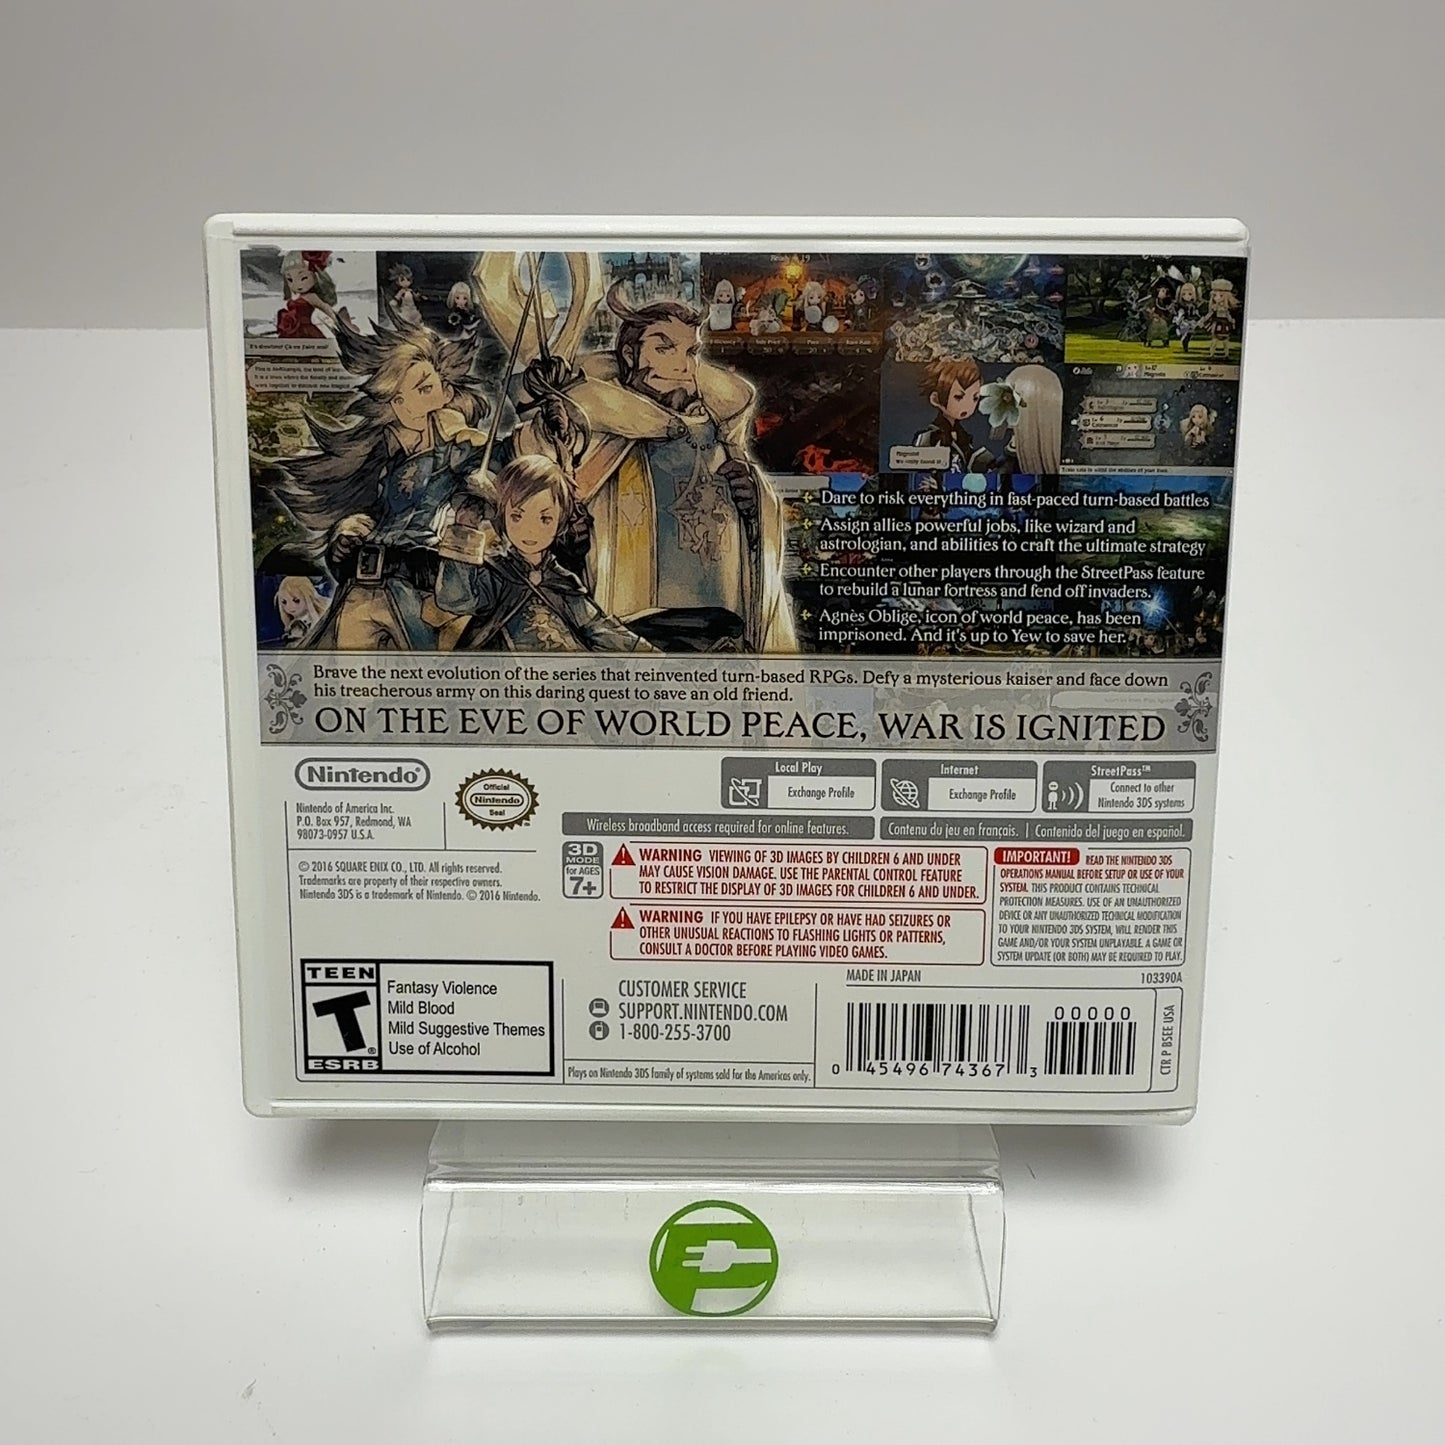 It's showtime! Ça va faire mal!
Dare to risk everything in fast-paced turn-based battles
Assign allies powerful jobs, like wizard and
astrologian, and abilities to craft the ultimate strategy
Encounter other players through the StreetPass feature
to rebuild a lunar fortress and fend off invaders.
Agnès Oblige, icon of world peace, has been
imprisoned. And it's up to Yew to save her.
Brave the next evolution of the series that reinvented turn-based RPGs. Defy a mysterious kaiser and face down
his treacherous army on this daring quest to save an old friend.
ON THE EVE OF WORLD PEACE, WAR IS IGNITED
Nintendo®
Nintendo of America Inc.
P.O. Box 957, Redmond, WA
98073-0957 U.S.A.
Official
Nintendo
Seal
Local Play
Exchange Profile
Internet
Exchange Profile
StreetPass™
Connect to other
Nintendo 3DS systems
Wireless broadband access required for online features.
Contenu du jeu en français. | Contenido del juego en español.
© 2016 SQUARE ENIX CO., LTD. All rights reserved.
Trademarks are property of their respective owners.
Nintendo 3DS is a trademark of Nintendo. © 2016 Nintendo.
3D
MODE
for AGES
7+
WARNING VIEWING OF 3D IMAGES BY CHILDREN 6 AND UNDER
MAY CAUSE VISION DAMAGE. USE THE PARENTAL CONTROL FEATURE
TO RESTRICT THE DISPLAY OF 3D IMAGES FOR CHILDREN 6 AND UNDER.
WARNING IF YOU HAVE EPILEPSY OR HAVE HAD SEIZURES OR
OTHER UNUSUAL REACTIONS TO FLASHING LIGHTS OR PATTERNS,
CONSULT A DOCTOR BEFORE PLAYING VIDEO GAMES.
IMPORTANT! READ THE NINTENDO 3DS
OPERATIONS MANUAL BEFORE SETUP OR USE OF YOUR
SYSTEM. THIS PRODUCT CONTAINS TECHNICAL
PROTECTION MEASURES. USE OF AN UNAUTHORIZED
DEVICE OR ANY UNAUTHORIZED TECHNICAL MODIFICATION
TO YOUR NINTENDO 3DS SYSTEM, WILL RENDER THIS
GAME AND/OR YOUR SYSTEM UNPLAYABLE. A GAME OR
SYSTEM UPDATE (OR BOTH) MAY BE REQUIRED TO PLAY.
TEEN
T®
ESRB
Fantasy Violence
Mild Blood
Mild Suggestive Themes
Use of Alcohol
CUSTOMER SERVICE
SUPPORT.NINTENDO.COM
1-800-255-3700
Plays on Nintendo 3DS family of systems sold for the Americas only.
MADE IN JAPAN
103390A
0 45496 74367 3
00000
CTR P BSEE USA